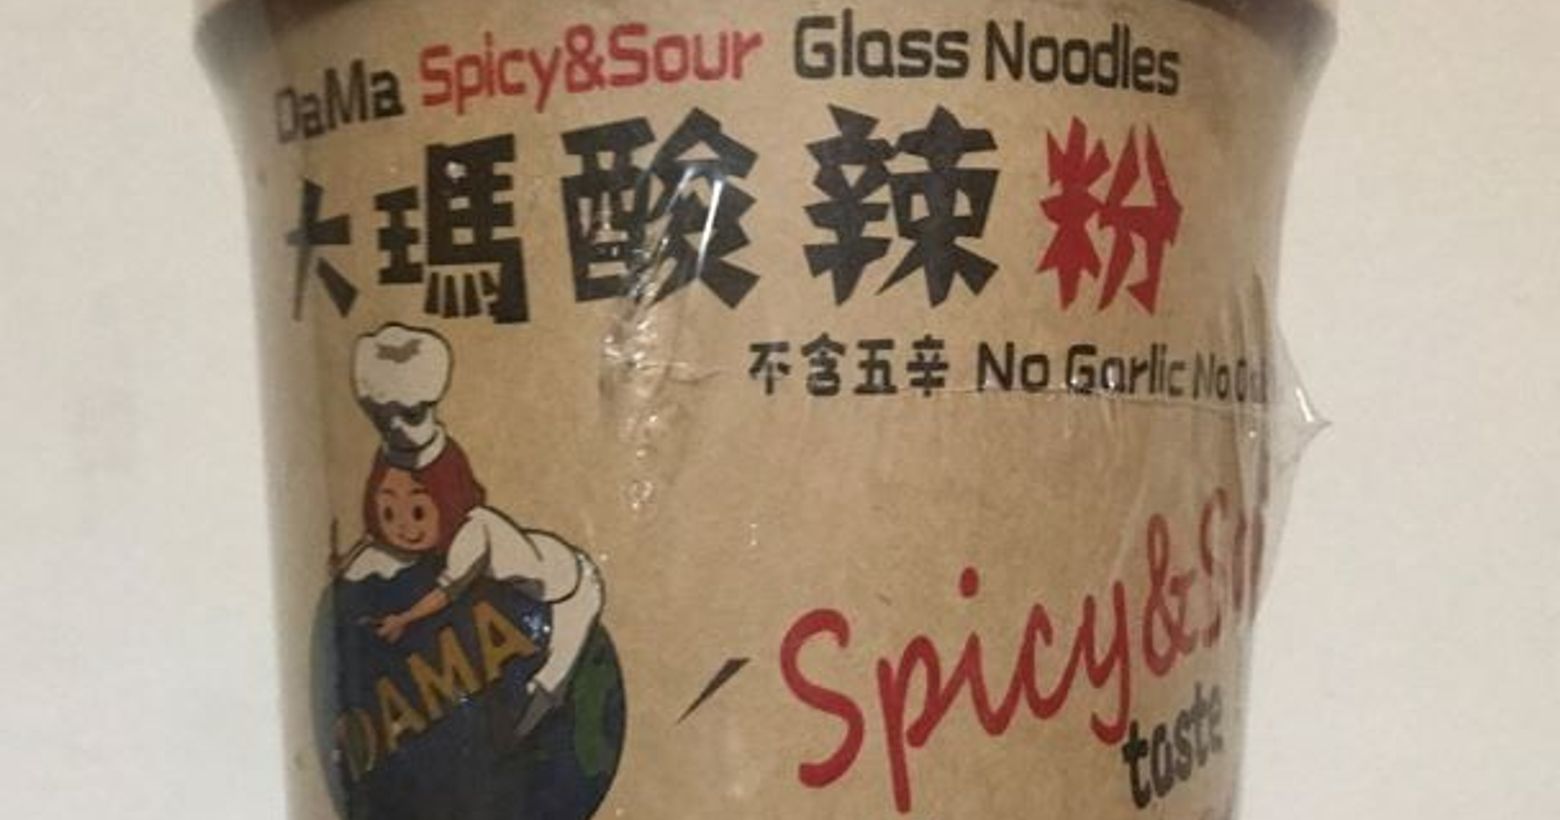 DaMa Spicy&Sour Glass Noodles
大瑪酸辣粉
不含五辛 No Garlic No
DAMA
Spicy&
taste